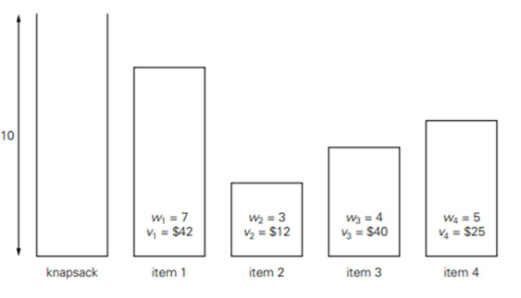 10
w₁ = 7
v₁ = $42
w₂ = 3
v₂ = $12
w₃ = 4
v₃ = $40
w₄ = 5
v₄ = $25
knapsack
item 1
item 2
item 3
item 4